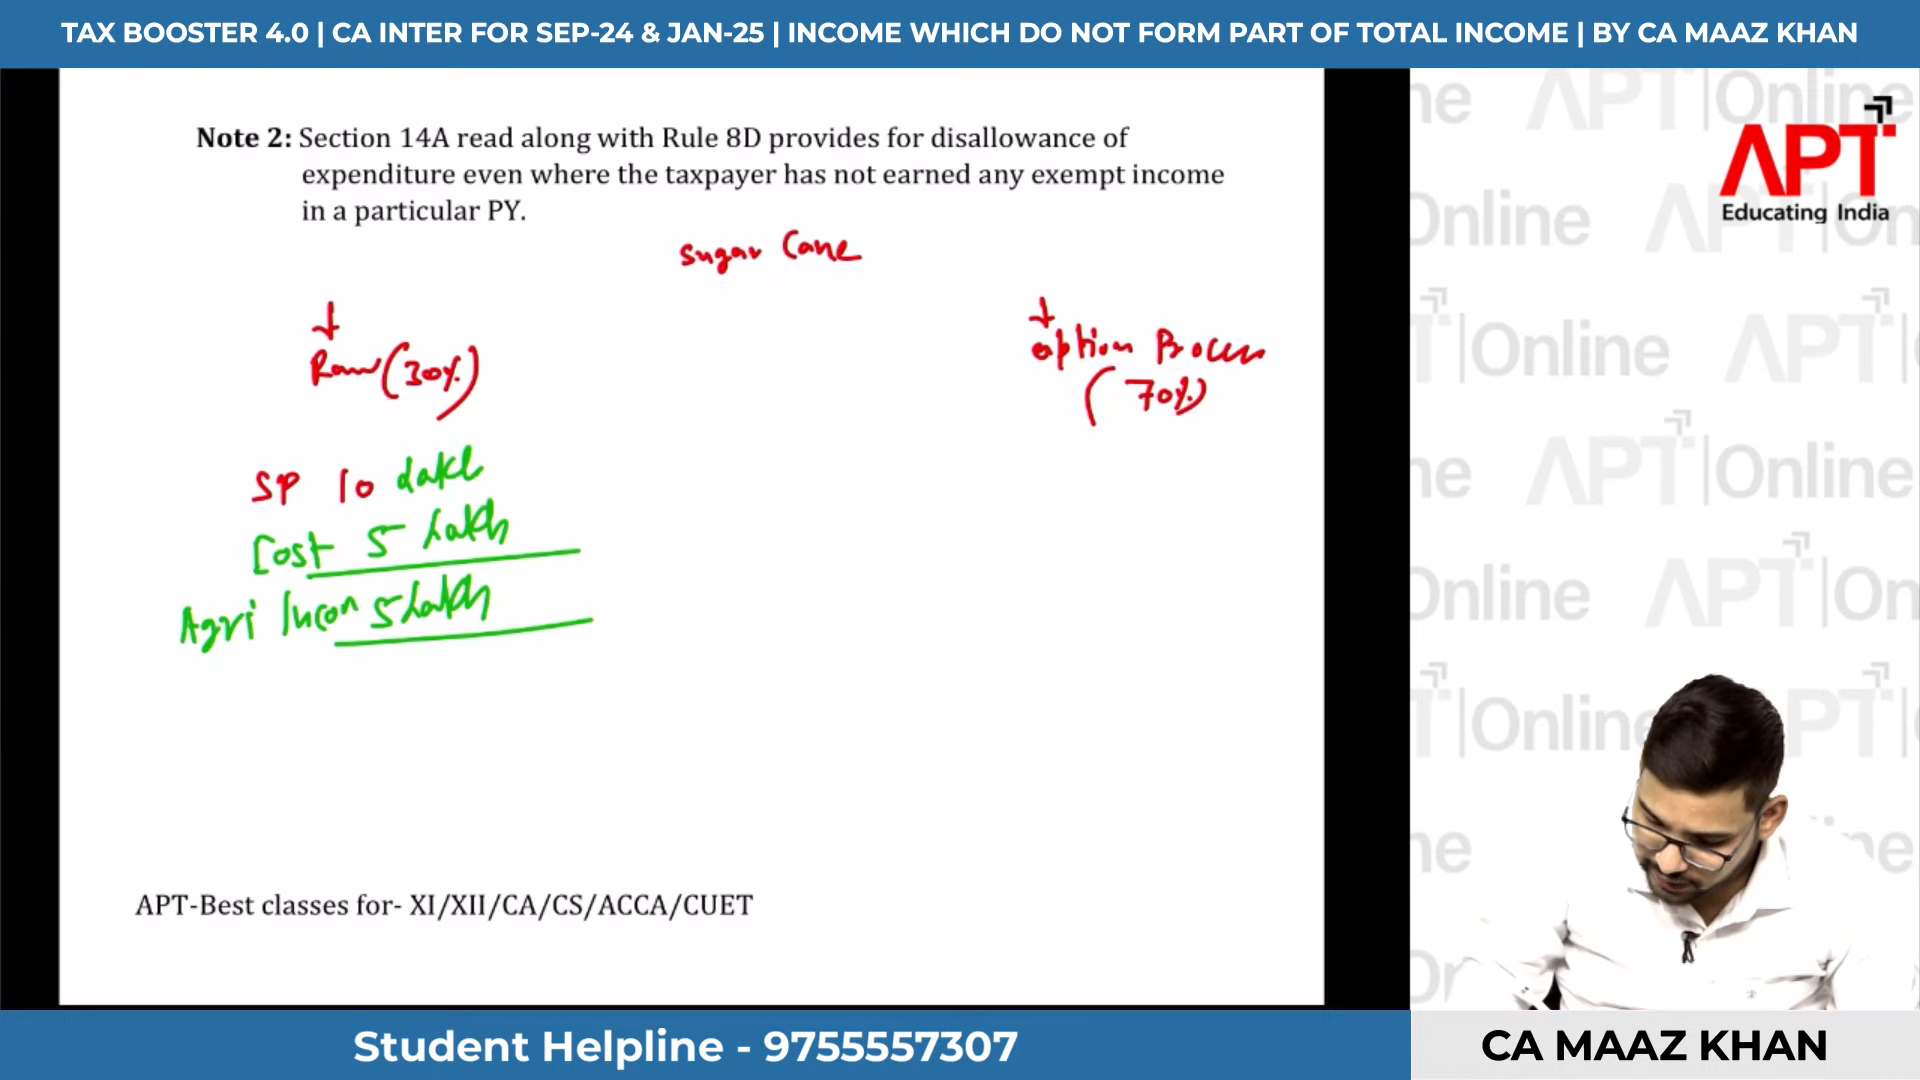 TAX BOOSTER 4.0 | CA INTER FOR SEP-24 & JAN-25 | INCOME WHICH DO NOT FORM PART OF TOTAL INCOME | BY CA MAAZ KHAN
Note 2: Section 14A read along with Rule 8D provides for disallowance of
expenditure even where the taxpayer has not earned any exempt income
in a particular PY.
Sugar Cane
Raw (30%)
option Process
(70%)
SP 10 Lakh
Cost 5 Lakh
Agri Incom 5 Lakh
APT-Best classes for- XI/XII/CA/CS/ACCA/CUET
APT
Educating India
APT|Online
Student Helpline - 9755557307
CA MAAZ KHAN